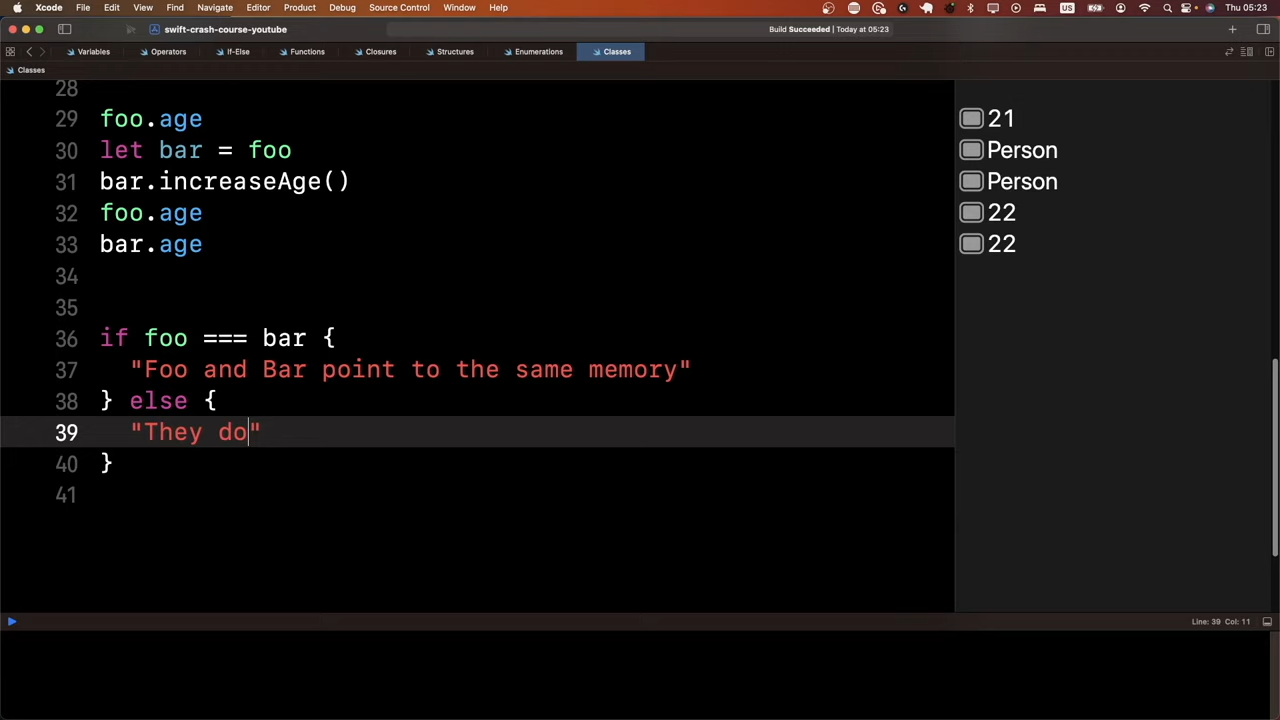 Xcode File Edit View Find Navigate Editor Product Debug Source Control Window Help US Thu 05:23
swift-crash-course-youtube Build Succeeded | Today at 05:23
Variables Operators If-Else Functions Closures Structures Enumerations Classes
Classes
28
29 foo.age 21
30 let bar = foo Person
31 bar.increaseAge() Person
32 foo.age 22
33 bar.age 22
34
35
36 if foo === bar {
37 "Foo and Bar point to the same memory"
38 } else {
39 "They do"
40 }
41
Line: 39 Col: 11